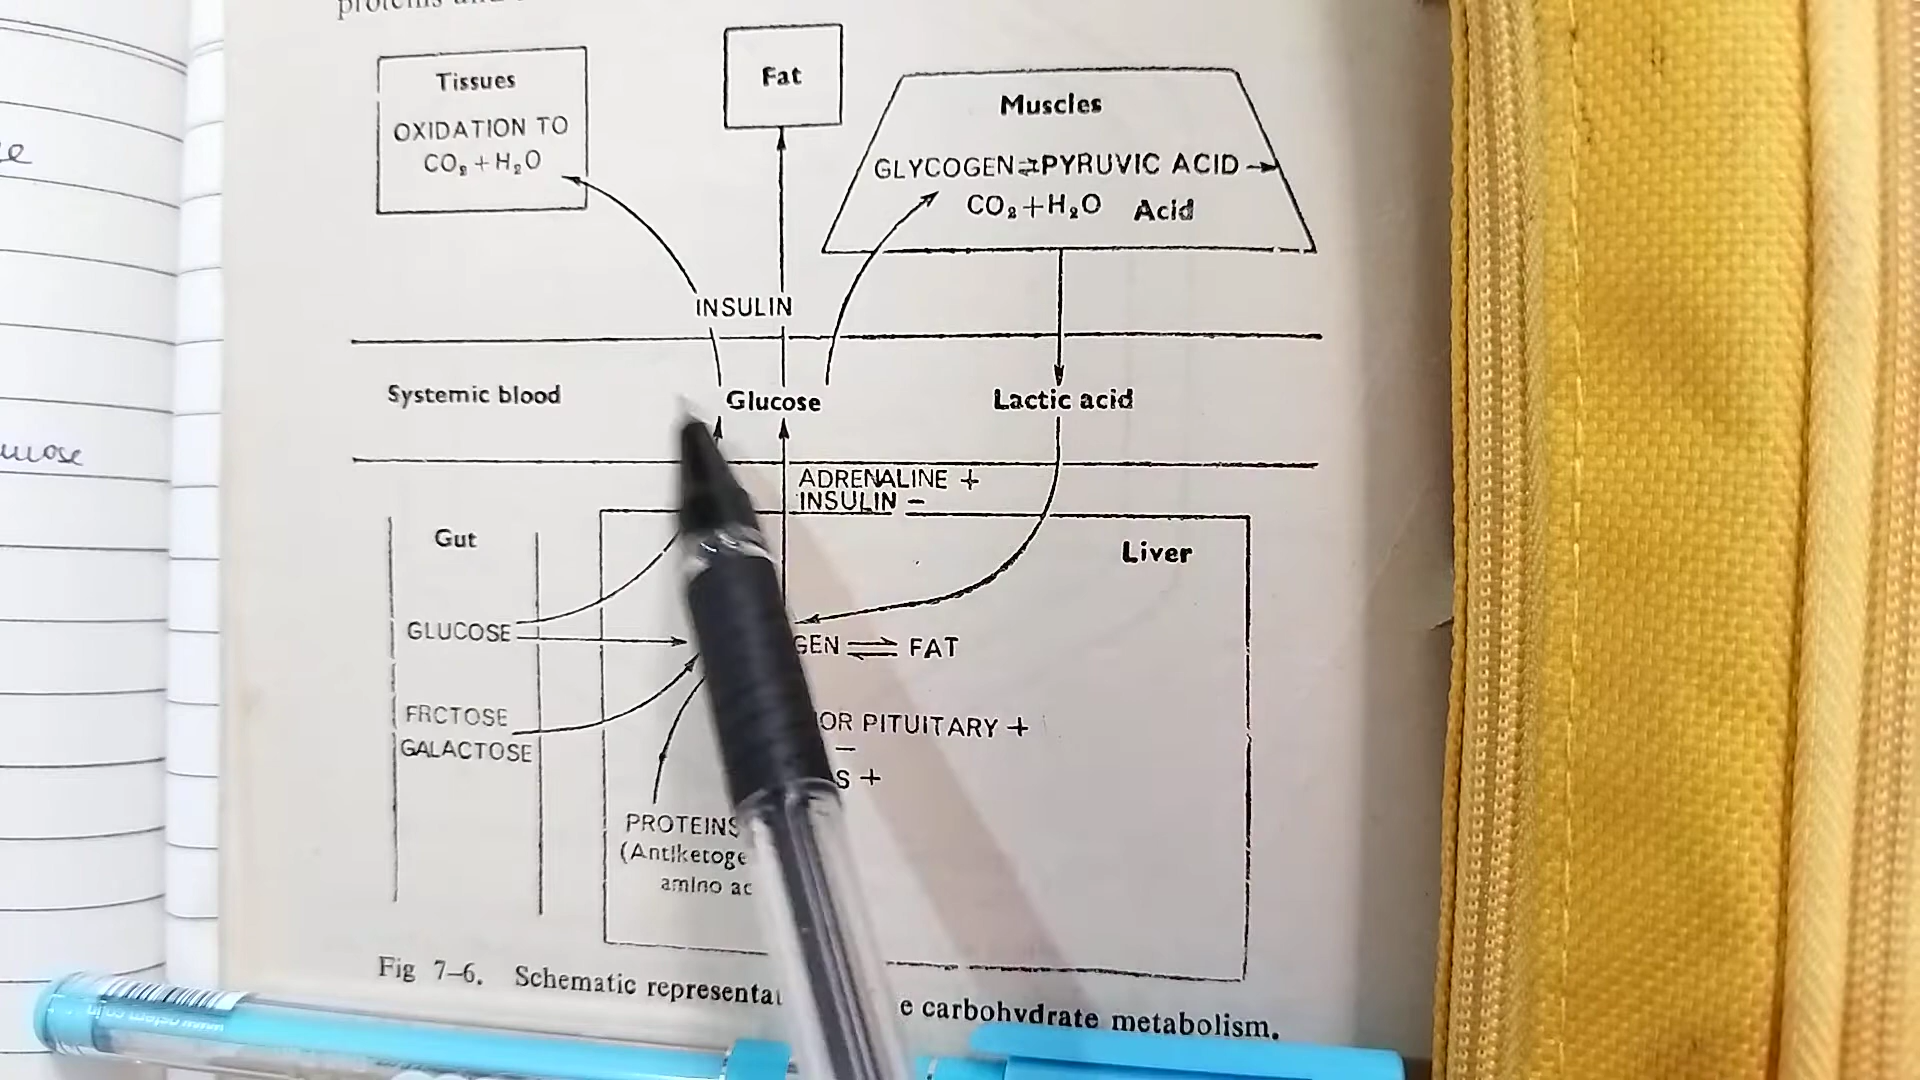 proteins and
Tissues
OXIDATION TO
CO₂ + H₂O
Fat
Muscles
GLYCOGEN⇌PYRUVIC ACID→
CO₂+H₂O Acid
INSULIN
Systemic blood
Glucose
Lactic acid
ADRENALINE +
INSULIN −
Gut
Liver
GLUCOSE
GEN ⇌ FAT
FRCTOSE
GALACTOSE
OR PITUITARY +
−
S +
PROTEINS
(Antiketoge
amino ac
Fig 7–6. Schematic representat
e carbohydrate metabolism.